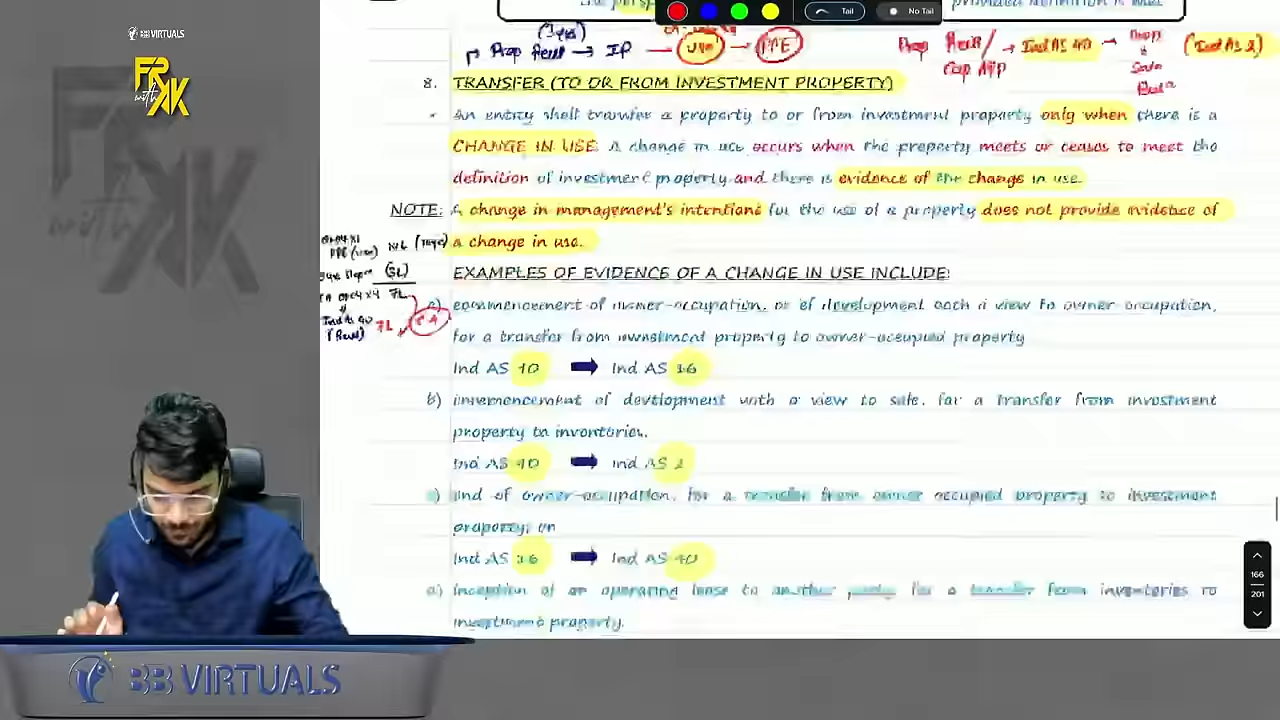 BB VIRTUALS
FR with AK
Tail
No Tail
Prop Rent → IP
PPE
Ind AS 40
(Ind AS 2)
8. TRANSFER (TO OR FROM INVESTMENT PROPERTY)
An entity shall transfer a property to or from investment property only when there is a
CHANGE IN USE. A change in use occurs when the property meets or ceases to meet the
definition of investment property and there is evidence of the change in use.
NOTE: A change in management's intentions for the use of a property does not provide evidence of
a change in use.
EXAMPLES OF EVIDENCE OF A CHANGE IN USE INCLUDE:
commencement of owner-occupation, or of development with a view to owner-occupation,
for a transfer from investment property to owner-occupied property
Ind AS 40 ➡ Ind AS 16
b) commencement of development with a view to sale, for a transfer from investment
property to inventories.
Ind AS 40 ➡ Ind AS 2
c) end of owner-occupation, for a transfer from owner occupied property to investment
property; or
Ind AS 16 ➡ Ind AS 40
d) inception of an operating lease to another party for a transfer from inventories to
investment property.
166
201
BB VIRTUALS